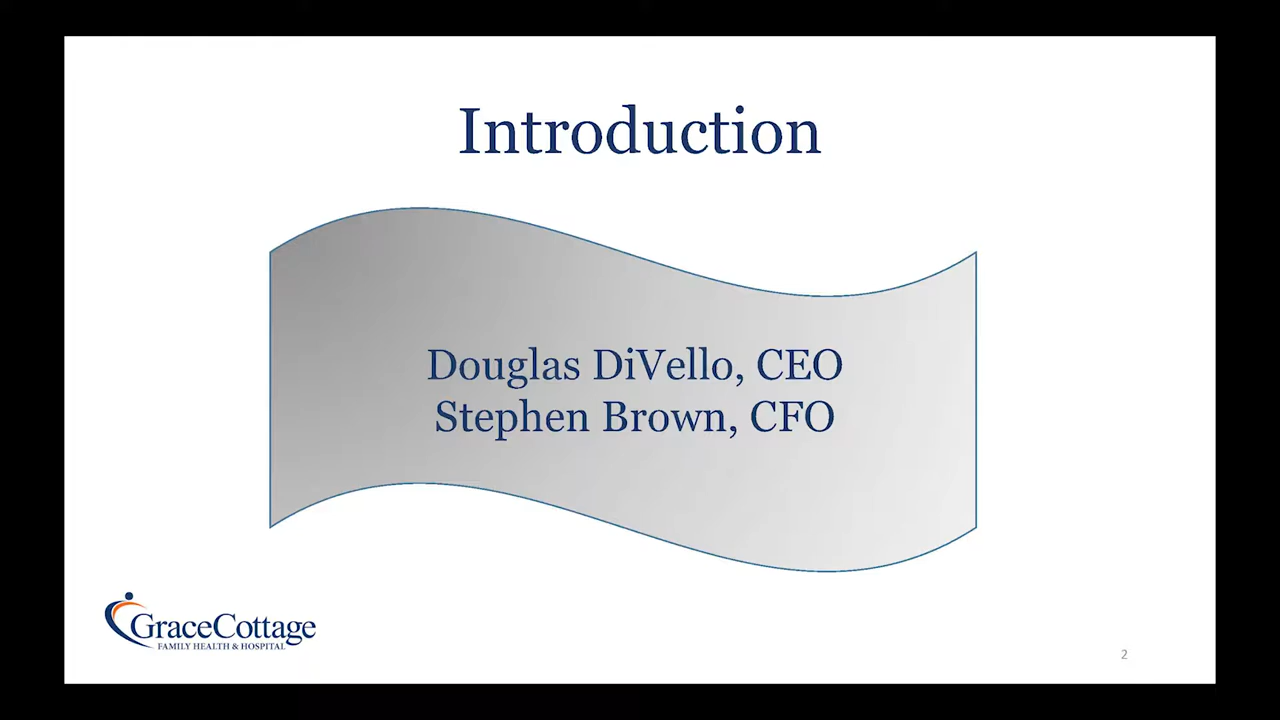 Introduction
Douglas DiVello, CEO
Stephen Brown, CFO
GraceCottage
FAMILY HEALTH & HOSPITAL
2